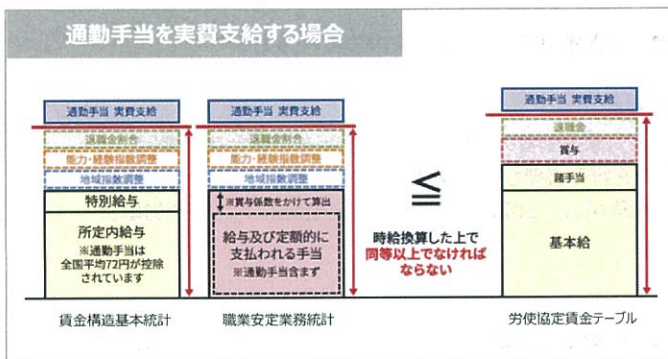 通勤手当を実費支給する場合
通勤手当 実費支給
退職金割合
能力・経験指数調整
地域指数調整
特別給与
所定内給与
※通勤手当は
全国平均72円が控除
されています
賃金構造基本統計
通勤手当 実費支給
退職金割合
能力・経験指数調整
地域指数調整
※賞与係数をかけて算出
給与及び定額的に
支払われる手当
※通勤手当含まず
職業安定業務統計
≦
時給換算した上で
同等以上でなければ
ならない
通勤手当 実費支給
退職金
賞与
諸手当
基本給
労使協定賃金テーブル